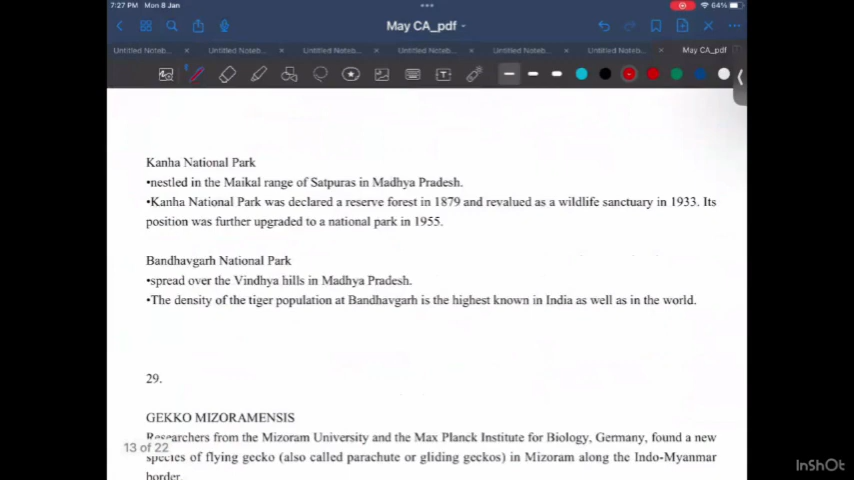 7:27 PM Mon 8 Jan
64%
May CA_pdf
Untitled Noteb...
Untitled Noteb...
Untitled Noteb...
Untitled Noteb...
Untitled Noteb...
Untitled Noteb...
May CA_pdf
Kanha National Park
•nestled in the Maikal range of Satpuras in Madhya Pradesh.
•Kanha National Park was declared a reserve forest in 1879 and revalued as a wildlife sanctuary in 1933. Its
position was further upgraded to a national park in 1955.
Bandhavgarh National Park
•spread over the Vindhya hills in Madhya Pradesh.
•The density of the tiger population at Bandhavgarh is the highest known in India as well as in the world.
29.
GEKKO MIZORAMENSIS
Researchers from the Mizoram University and the Max Planck Institute for Biology, Germany, found a new
13 of 22
species of flying gecko (also called parachute or gliding geckos) in Mizoram along the Indo-Myanmar
border.
InShOt